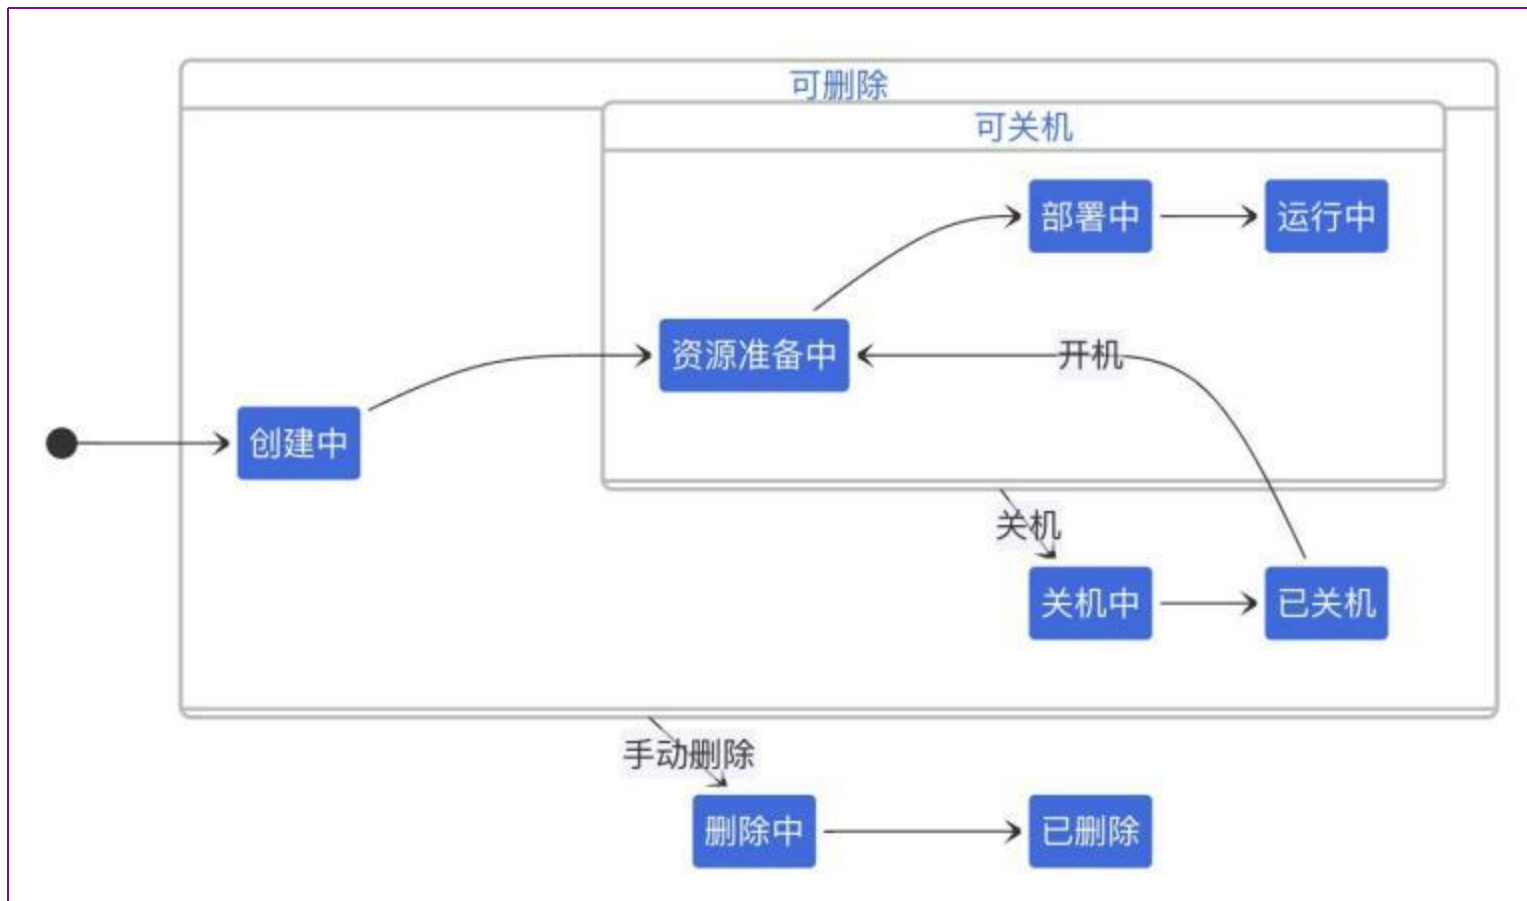 可删除
可关机
部署中
运行中
资源准备中
开机
创建中
关机
关机中
已关机
手动删除
删除中
已删除